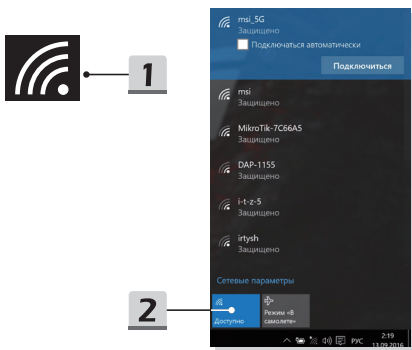 1
msi_5G
Защищено
Подключаться автоматически
Подключиться
msi
Защищено
MikroTik-7C66A5
Защищено
DAP-1155
Защищено
i-t-z-5
Защищено
irtysh
Защищено
Сетевые параметры
2
Доступно
Режим «В
самолете»
РУС
2:19
13.09.2016